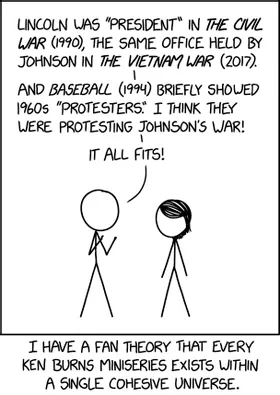 LINCOLN WAS "PRESIDENT" IN THE CIVIL
WAR (1990), THE SAME OFFICE HELD BY
JOHNSON IN THE VIETNAM WAR (2017).
AND BASEBALL (1994) BRIEFLY SHOWED
1960s "PROTESTERS." I THINK THEY
WERE PROTESTING JOHNSON'S WAR!
IT ALL FITS!
I HAVE A FAN THEORY THAT EVERY
KEN BURNS MINISERIES EXISTS WITHIN
A SINGLE COHESIVE UNIVERSE.